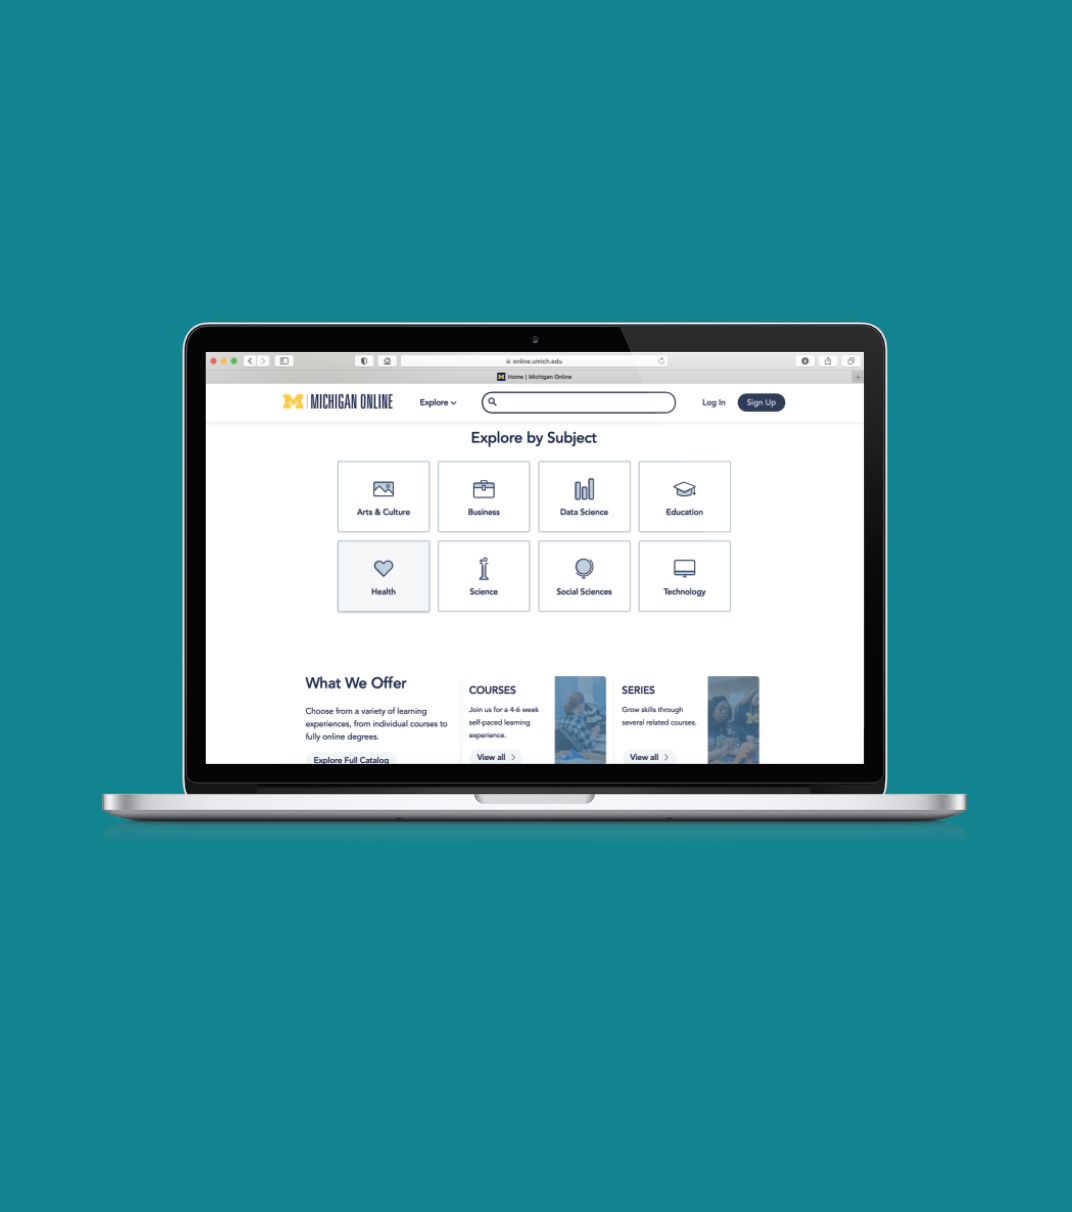 online.umich.edu
Home | Michigan Online
M | MICHIGAN ONLINE
Explore
Log In
Sign Up
Explore by Subject
Arts & Culture
Business
Data Science
Education
Health
Science
Social Sciences
Technology
What We Offer
Choose from a variety of learning
experiences, from individual courses to
fully online degrees.
Explore Full Catalog
COURSES
Join us for a 4-6 week
self-paced learning
experience.
View all
SERIES
Grow skills through
several related courses.
View all